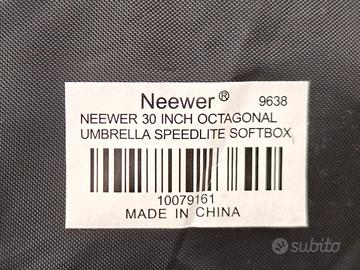 Neewer® 9638
NEEWER 30 INCH OCTAGONAL
UMBRELLA SPEEDLITE SOFTBOX
10079161
MADE IN CHINA
subito